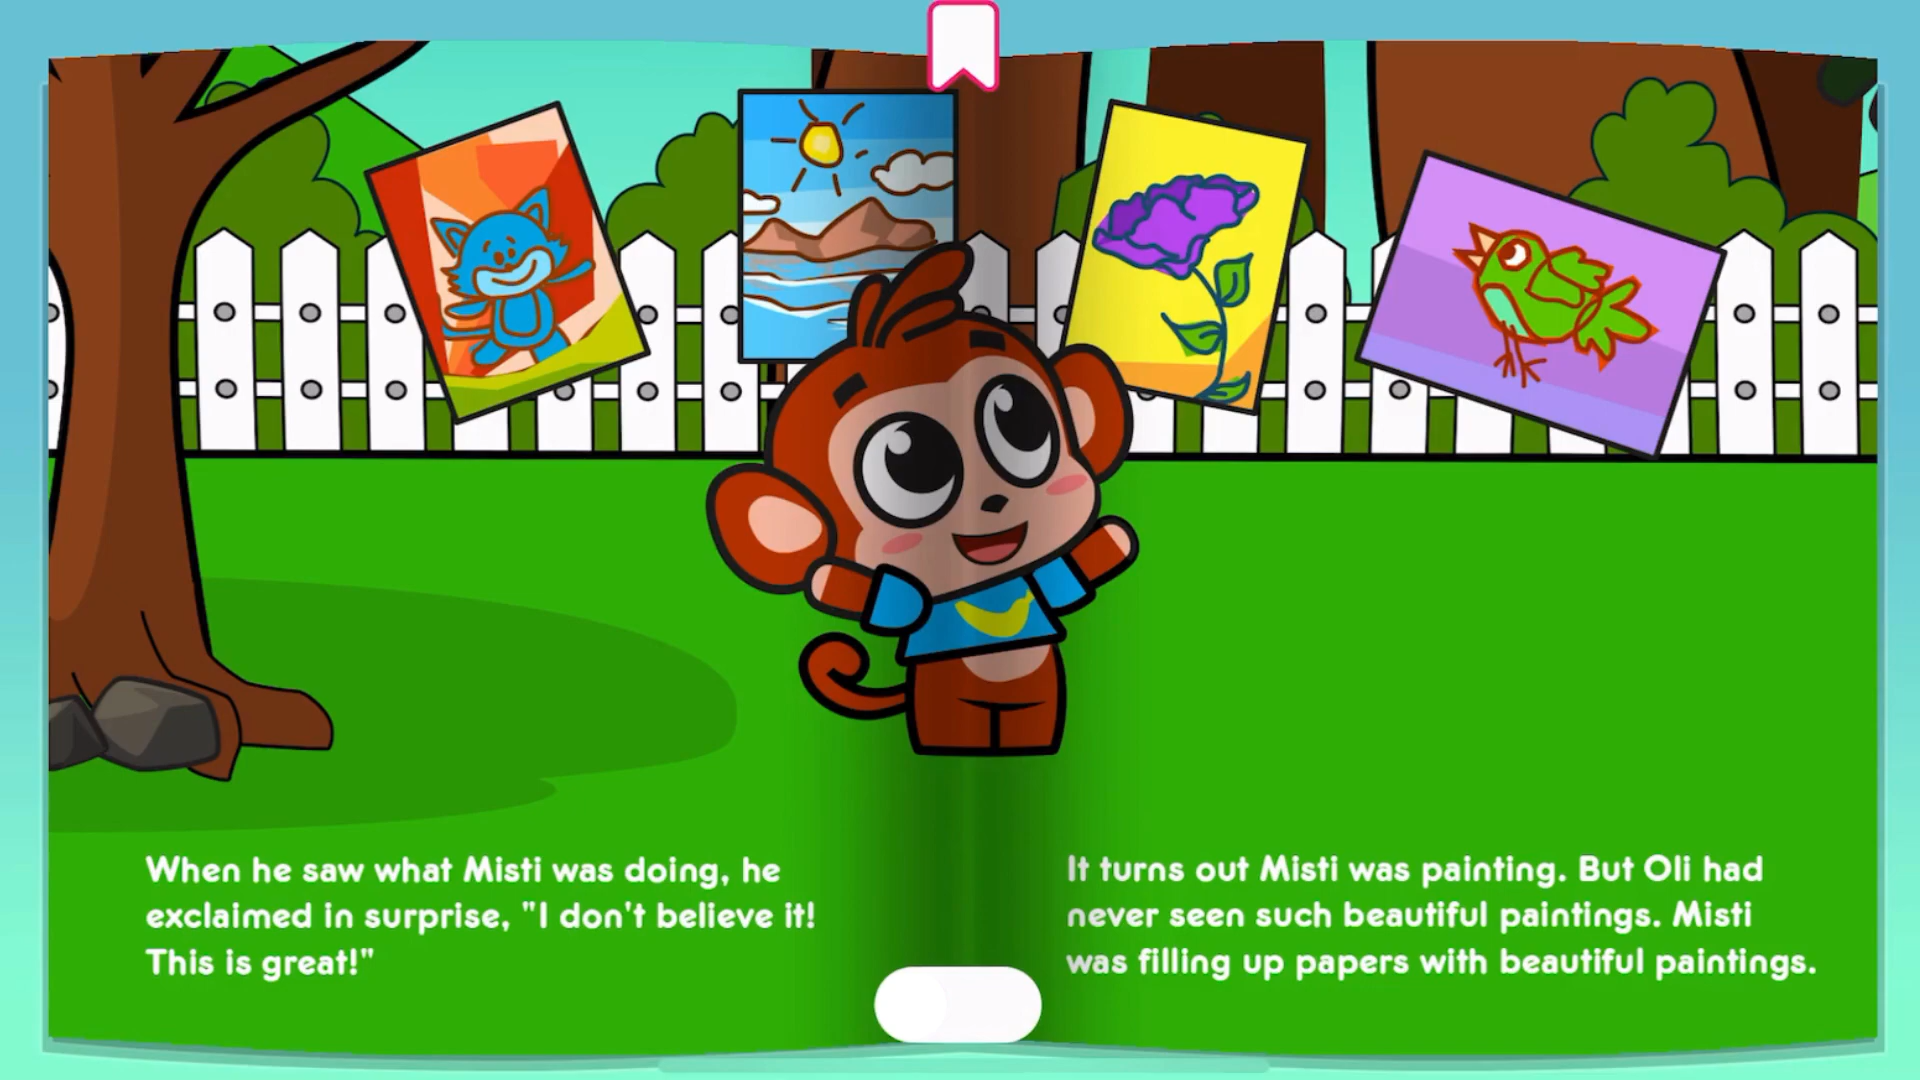 When he saw what Misti was doing, he
exclaimed in surprise, "I don't believe it!
This is great!"
It turns out Misti was painting. But Oli had
never seen such beautiful paintings. Misti
was filling up papers with beautiful paintings.